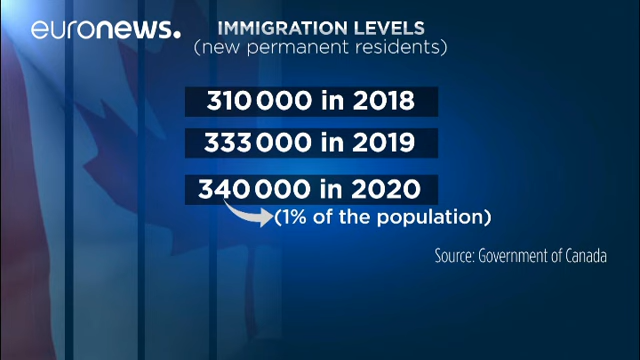 euronews.
IMMIGRATION LEVELS
(new permanent residents)
310 000 in 2018
333 000 in 2019
340 000 in 2020
(1% of the population)
Source: Government of Canada